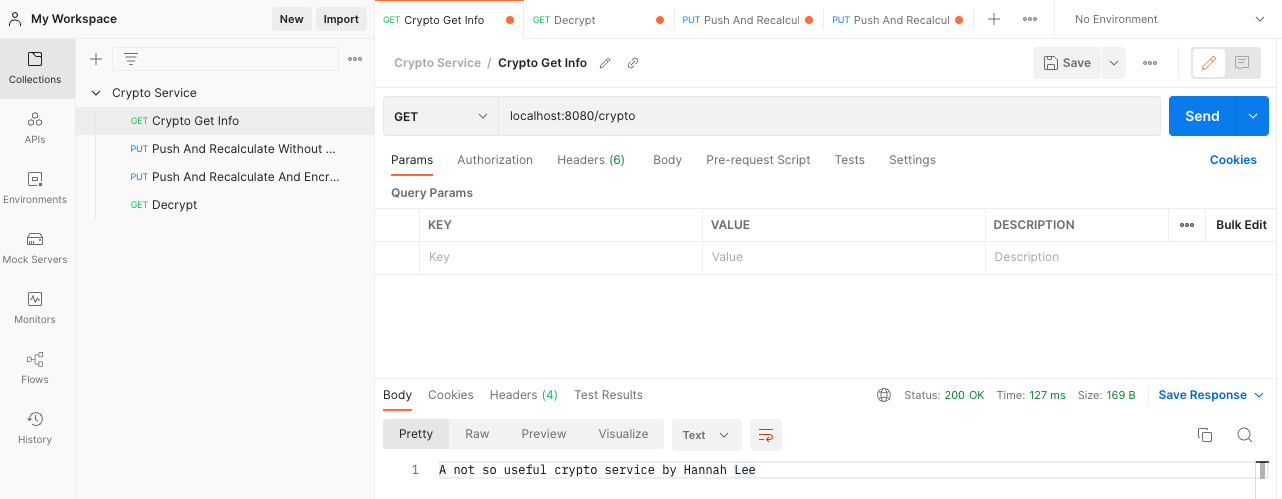 My Workspace New Import
GET Crypto Get Info GET Decrypt PUT Push And Recalcul PUT Push And Recalcul No Environment
Collections
APIs
Environments
Mock Servers
Monitors
Flows
History
Crypto Service
GET Crypto Get Info
PUT Push And Recalculate Without ...
PUT Push And Recalculate And Encr...
GET Decrypt
Crypto Service / Crypto Get Info Save
GET localhost:8080/crypto Send
Params Authorization Headers (6) Body Pre-request Script Tests Settings Cookies
Query Params
KEY VALUE DESCRIPTION Bulk Edit
Key Value Description
Body Cookies Headers (4) Test Results Status: 200 OK Time: 127 ms Size: 169 B Save Response
Pretty Raw Preview Visualize Text
1 A not so useful crypto service by Hannah Lee